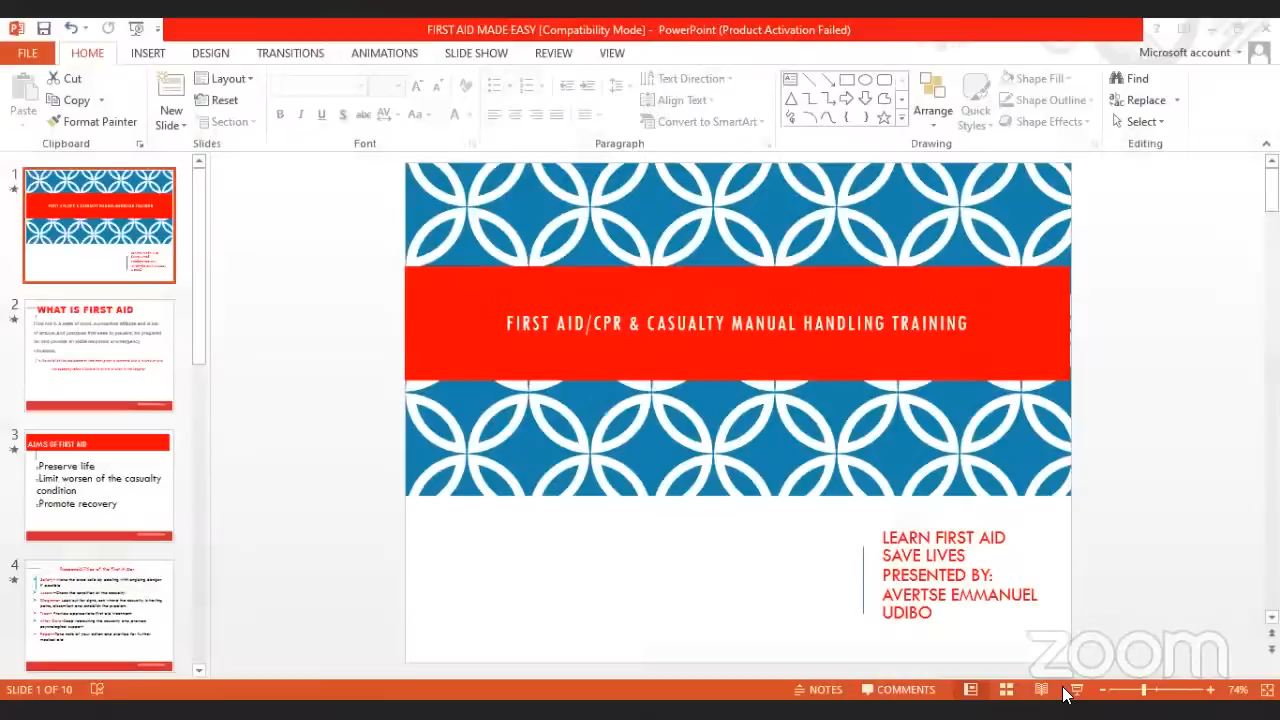 FIRST AID MADE EASY [Compatibility Mode] - PowerPoint (Product Activation Failed)
FILE HOME INSERT DESIGN TRANSITIONS ANIMATIONS SLIDE SHOW REVIEW VIEW Microsoft account
Paste
Cut
Copy
Format Painter
Clipboard
New Slide
Layout
Reset
Section
Slides
Font
Text Direction
Align Text
Convert to SmartArt
Paragraph
Arrange
Quick Styles
Shape Fill
Shape Outline
Shape Effects
Drawing
Find
Replace
Select
Editing
1
2
WHAT IS FIRST AID
3
AIMS OF FIRST AID
Preserve life
Limit worsen of the casualty
condition
Promote recovery
4
FIRST AID/CPR & CASUALTY MANUAL HANDLING TRAINING
LEARN FIRST AID
SAVE LIVES
PRESENTED BY:
AVERTSE EMMANUEL
UDIBO
zoom
SLIDE 1 OF 10 NOTES COMMENTS 74%